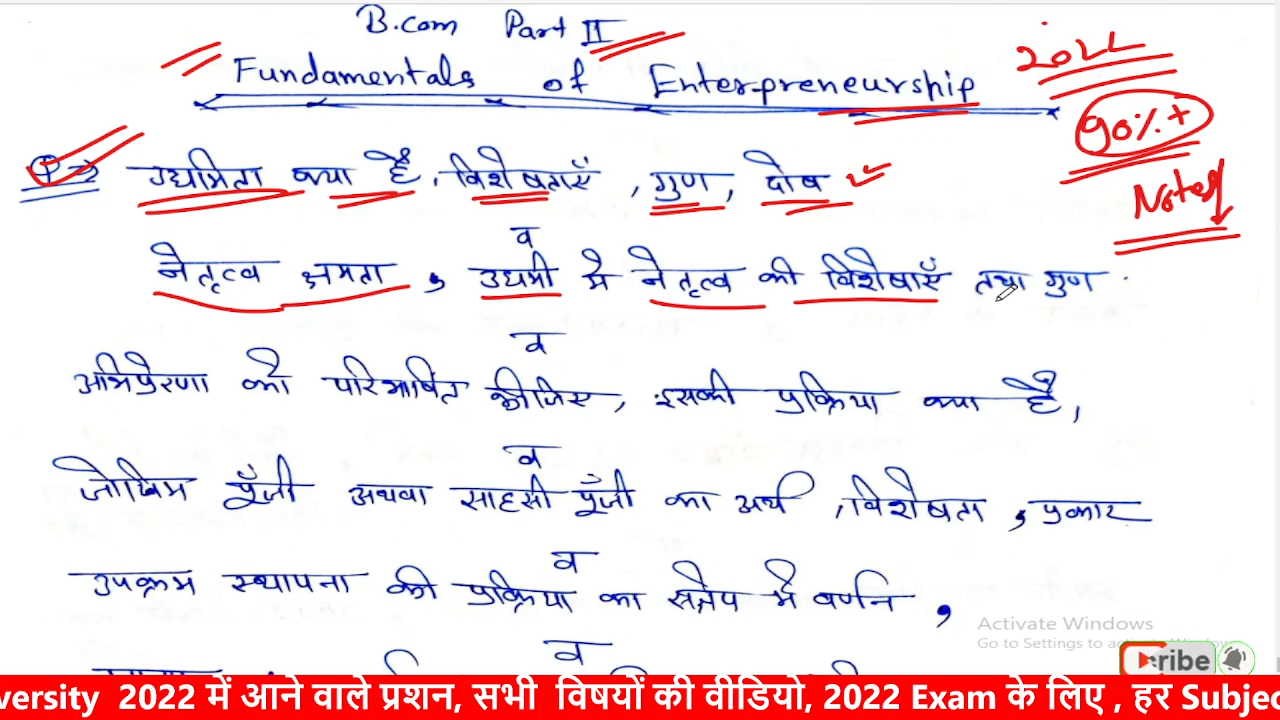 B.Com Part II
Fundamentals of Enterpreneurship
2022
90%+
Notes
Q → उद्यमिता क्या है, विशेषताएँ, गुण, दोष
व
नेतृत्व क्षमता, उद्यमी मे नेतृत्व की विशेषाएँ तथा गुण
व
अभिप्रेरणा को परिभाषित कीजिए, इसकी प्रक्रिया क्या है,
व
जोखिम पूँजी अथवा साहसी पूँजी का अर्थ, विशेषता, प्रकार
व
उपक्रम स्थापना की प्रक्रिया का संक्षेप मे वर्णन,
व
Activate Windows
Go to Settings to
cribe
versity 2022 में आने वाले प्रशन, सभी विषयों की वीडियो, 2022 Exam के लिए , हर Subjec